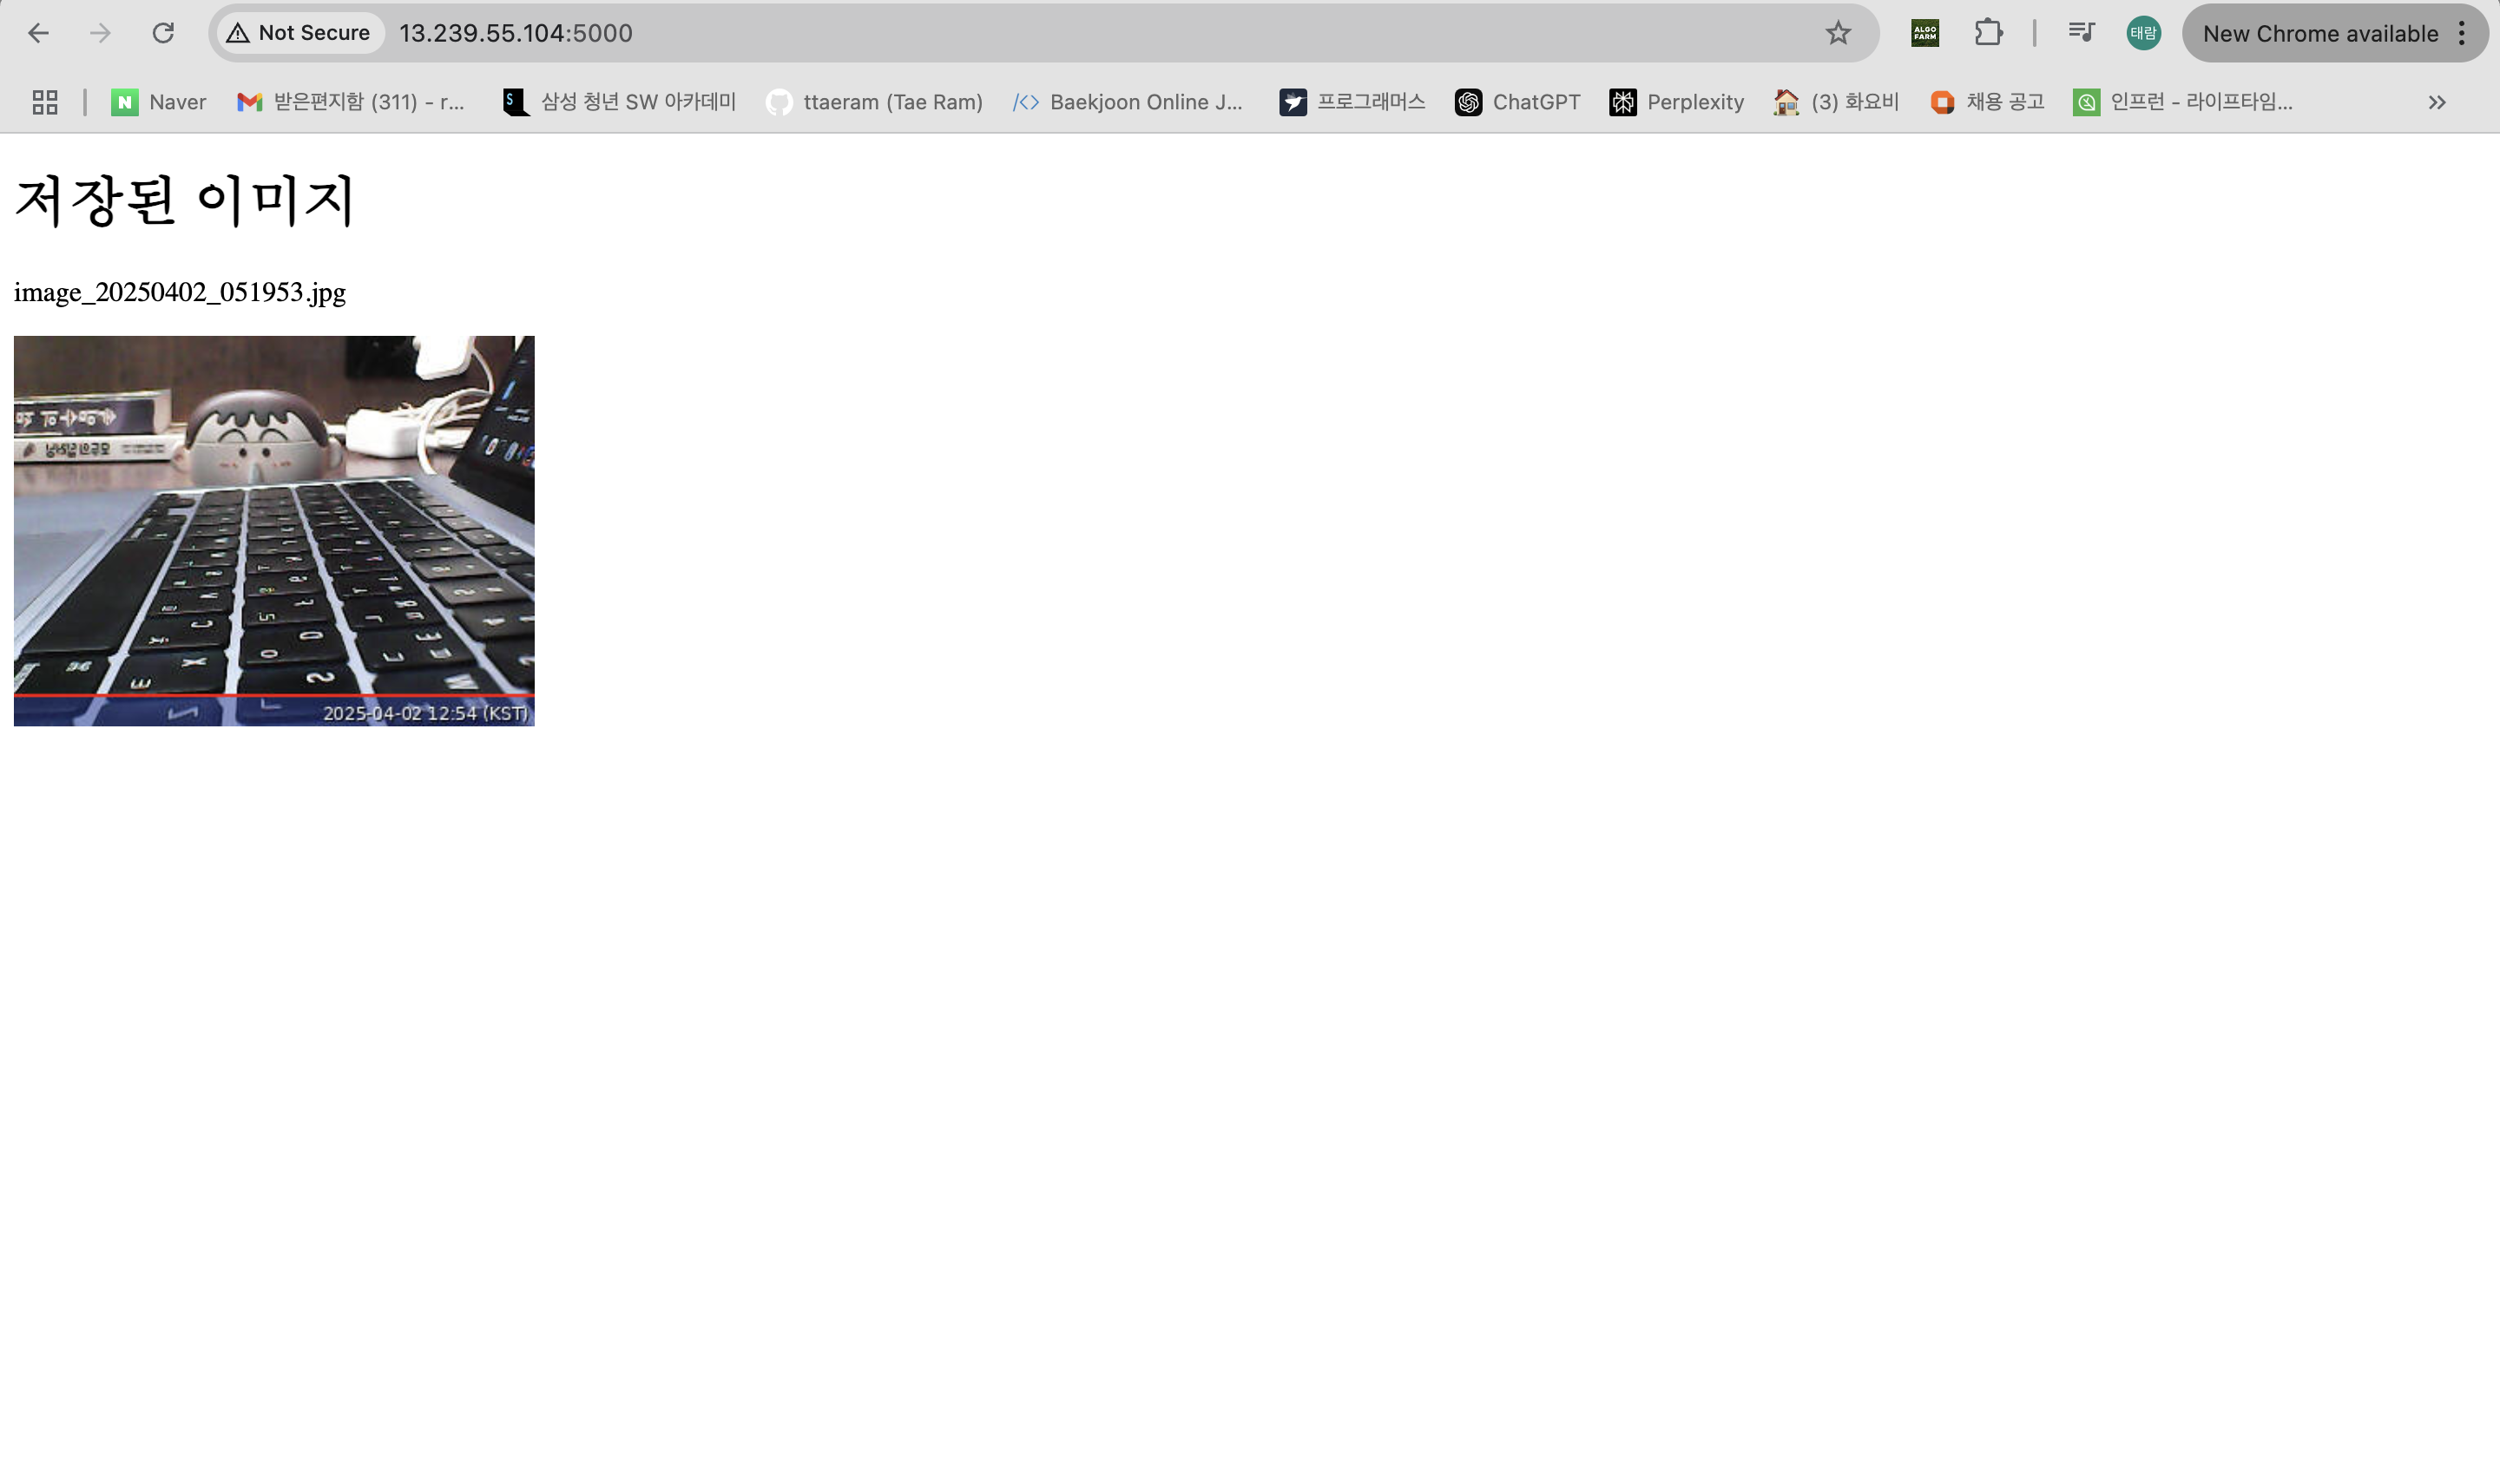 Not Secure 13.239.55.104:5000 ALGO FARM 태람 New Chrome available
Naver 받은편지함 (311) - r... 삼성 청년 SW 아카데미 ttaeram (Tae Ram) /<> Baekjoon Online J... 프로그래머스 ChatGPT Perplexity (3) 화요비 채용 공고 인프런 - 라이프타임...
저장된 이미지
image_20250402_051953.jpg
2025-04-02 12:54 (KST)